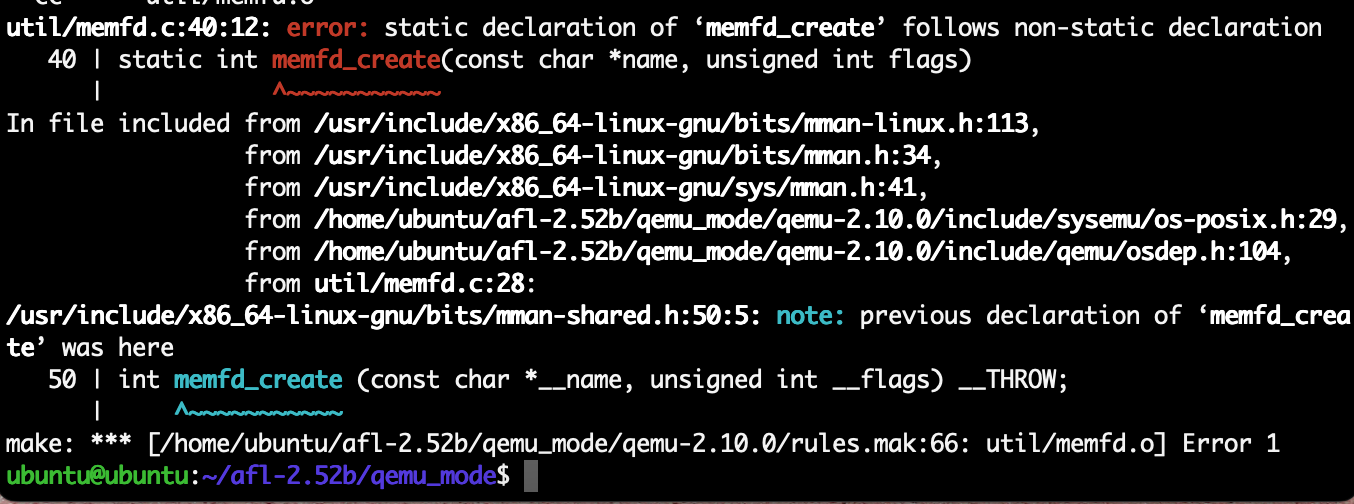 util/memfd.c:40:12: error: static declaration of ‘memfd_create’ follows non-static declaration
   40 | static int memfd_create(const char *name, unsigned int flags)
      |            ^~~~~~~~~~~~
In file included from /usr/include/x86_64-linux-gnu/bits/mman-linux.h:113,
                 from /usr/include/x86_64-linux-gnu/bits/mman.h:34,
                 from /usr/include/x86_64-linux-gnu/sys/mman.h:41,
                 from /home/ubuntu/afl-2.52b/qemu_mode/qemu-2.10.0/include/sysemu/os-posix.h:29,
                 from /home/ubuntu/afl-2.52b/qemu_mode/qemu-2.10.0/include/qemu/osdep.h:104,
                 from util/memfd.c:28:
/usr/include/x86_64-linux-gnu/bits/mman-shared.h:50:5: note: previous declaration of ‘memfd_crea
te’ was here
   50 | int memfd_create (const char *__name, unsigned int __flags) __THROW;
      |     ^~~~~~~~~~~~
make: *** [/home/ubuntu/afl-2.52b/qemu_mode/qemu-2.10.0/rules.mak:66: util/memfd.o] Error 1
ubuntu@ubuntu:~/afl-2.52b/qemu_mode$